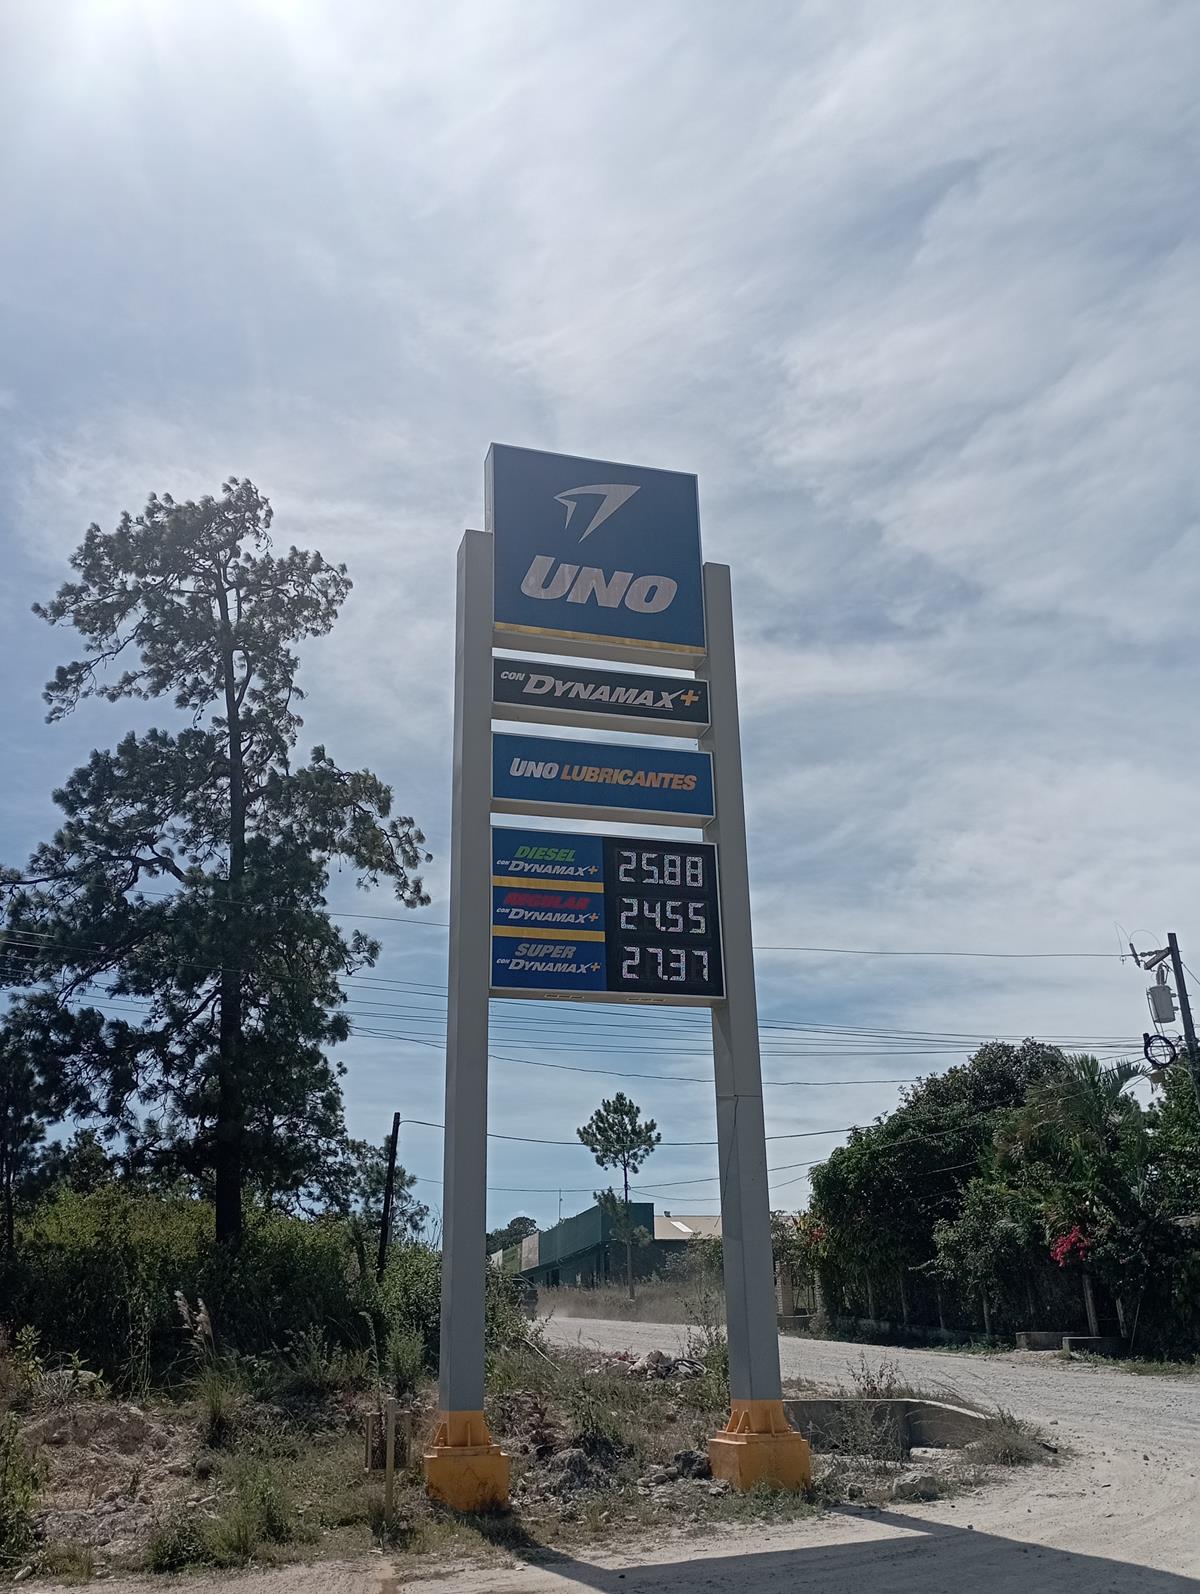 UNO
CON DYNAMAX+
UNO LUBRICANTES
DIESEL
CON DYNAMAX+
25.88
REGULAR
CON DYNAMAX+
24.55
SUPER
CON DYNAMAX+
27.37